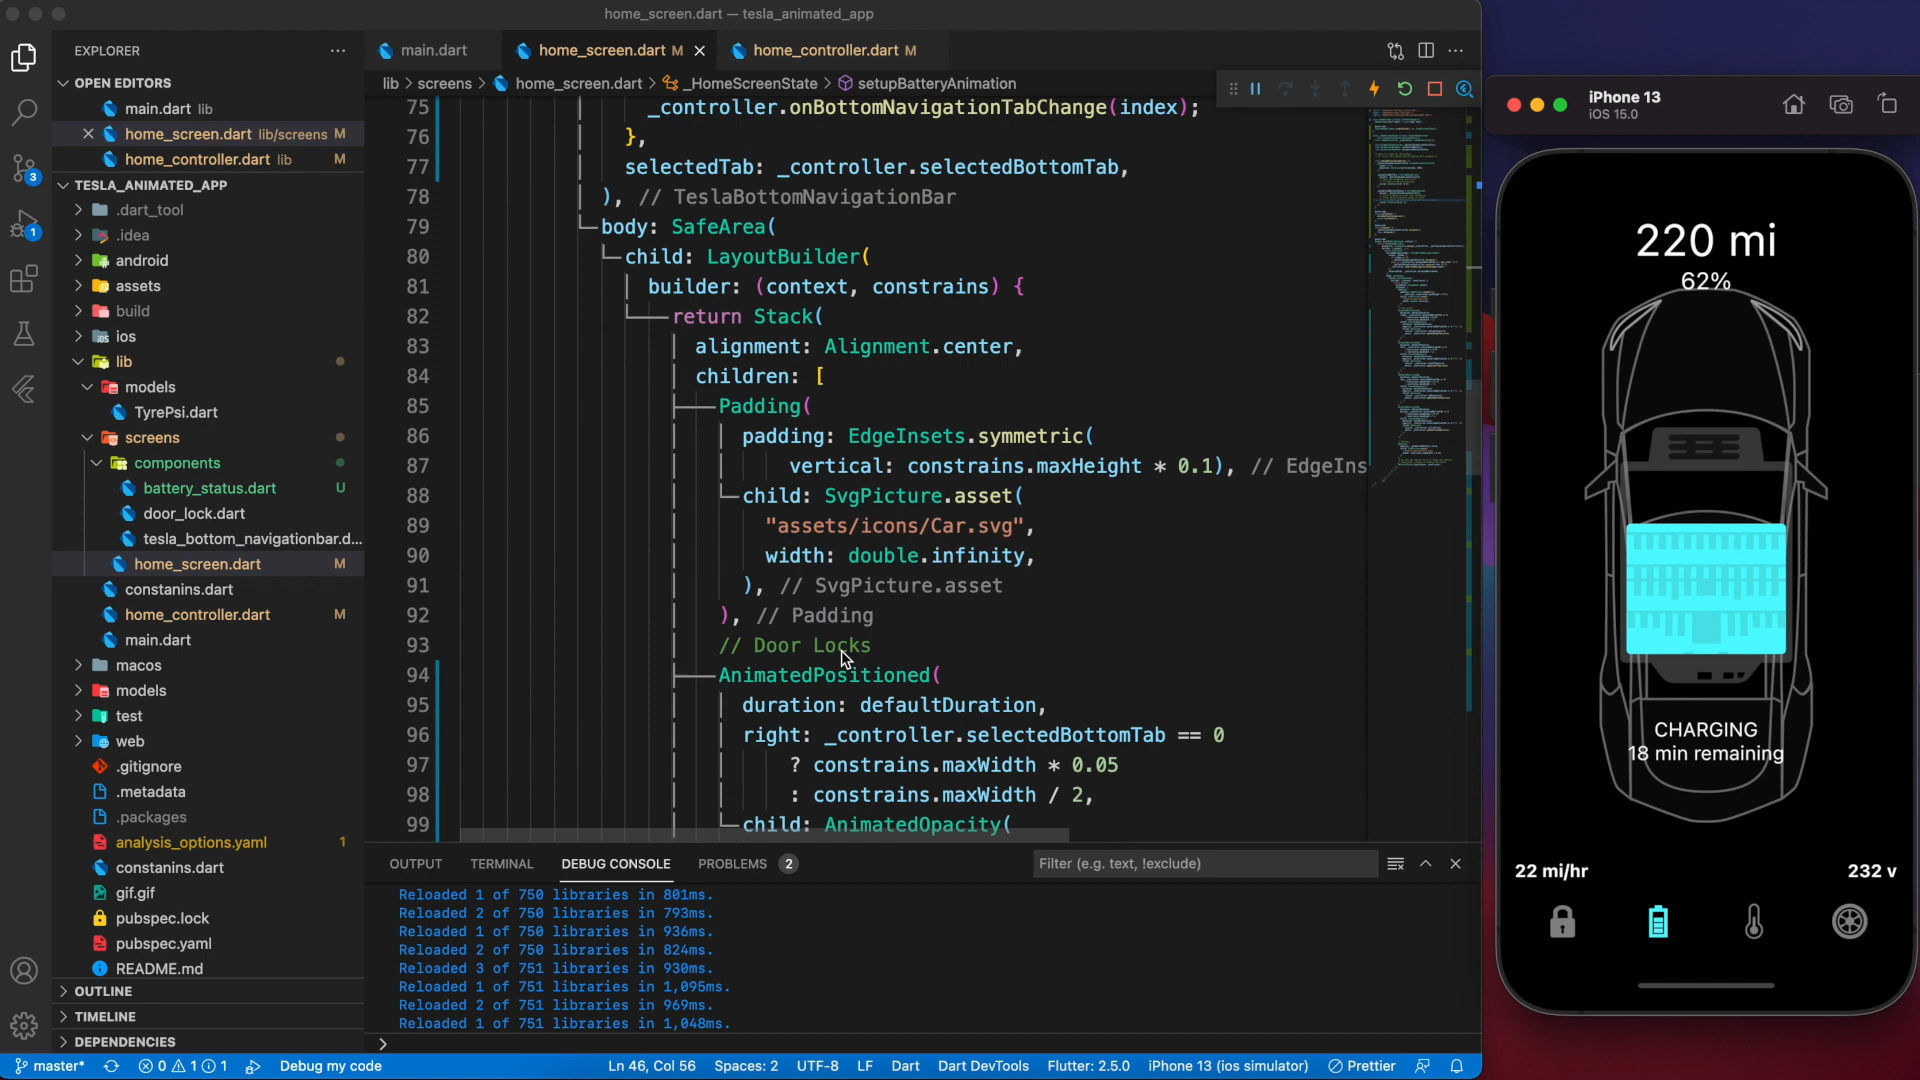 home_screen.dart — tesla_animated_app
EXPLORER
OPEN EDITORS
main.dart lib
home_screen.dart lib/screens M
home_controller.dart lib M
TESLA_ANIMATED_APP
.dart_tool
.idea
android
assets
build
ios
lib
models
TyrePsi.dart
screens
components
battery_status.dart U
door_lock.dart
tesla_bottom_navigationbar.d...
home_screen.dart M
constanins.dart
home_controller.dart M
main.dart
macos
models
test
web
.gitignore
.metadata
.packages
analysis_options.yaml 1
constanins.dart
gif.gif
pubspec.lock
pubspec.yaml
README.md
OUTLINE
TIMELINE
DEPENDENCIES
3
1
main.dart
home_screen.dart M
home_controller.dart M
lib > screens > home_screen.dart > _HomeScreenState > setupBatteryAnimation
75 _controller.onBottomNavigationTabChange(index);
76 },
77 selectedTab: _controller.selectedBottomTab,
78 ), // TeslaBottomNavigationBar
79 body: SafeArea(
80 child: LayoutBuilder(
81 builder: (context, constrains) {
82 return Stack(
83 alignment: Alignment.center,
84 children: [
85 Padding(
86 padding: EdgeInsets.symmetric(
87 vertical: constrains.maxHeight * 0.1), // EdgeIns
88 child: SvgPicture.asset(
89 "assets/icons/Car.svg",
90 width: double.infinity,
91 ), // SvgPicture.asset
92 ), // Padding
93 // Door Locks
94 AnimatedPositioned(
95 duration: defaultDuration,
96 right: _controller.selectedBottomTab == 0
97 ? constrains.maxWidth * 0.05
98 : constrains.maxWidth / 2,
99 child: AnimatedOpacity(
OUTPUT TERMINAL DEBUG CONSOLE PROBLEMS 2
Filter (e.g. text, !exclude)
Reloaded 1 of 750 libraries in 801ms.
Reloaded 2 of 750 libraries in 793ms.
Reloaded 1 of 750 libraries in 936ms.
Reloaded 2 of 750 libraries in 824ms.
Reloaded 3 of 751 libraries in 930ms.
Reloaded 1 of 751 libraries in 1,095ms.
Reloaded 2 of 751 libraries in 969ms.
Reloaded 1 of 751 libraries in 1,048ms.
master* 0 1 1 Debug my code Ln 46, Col 56 Spaces: 2 UTF-8 LF Dart Dart DevTools Flutter: 2.5.0 iPhone 13 (ios simulator) Prettier
iPhone 13
iOS 15.0
220 mi
62%
CHARGING
18 min remaining
22 mi/hr
232 v